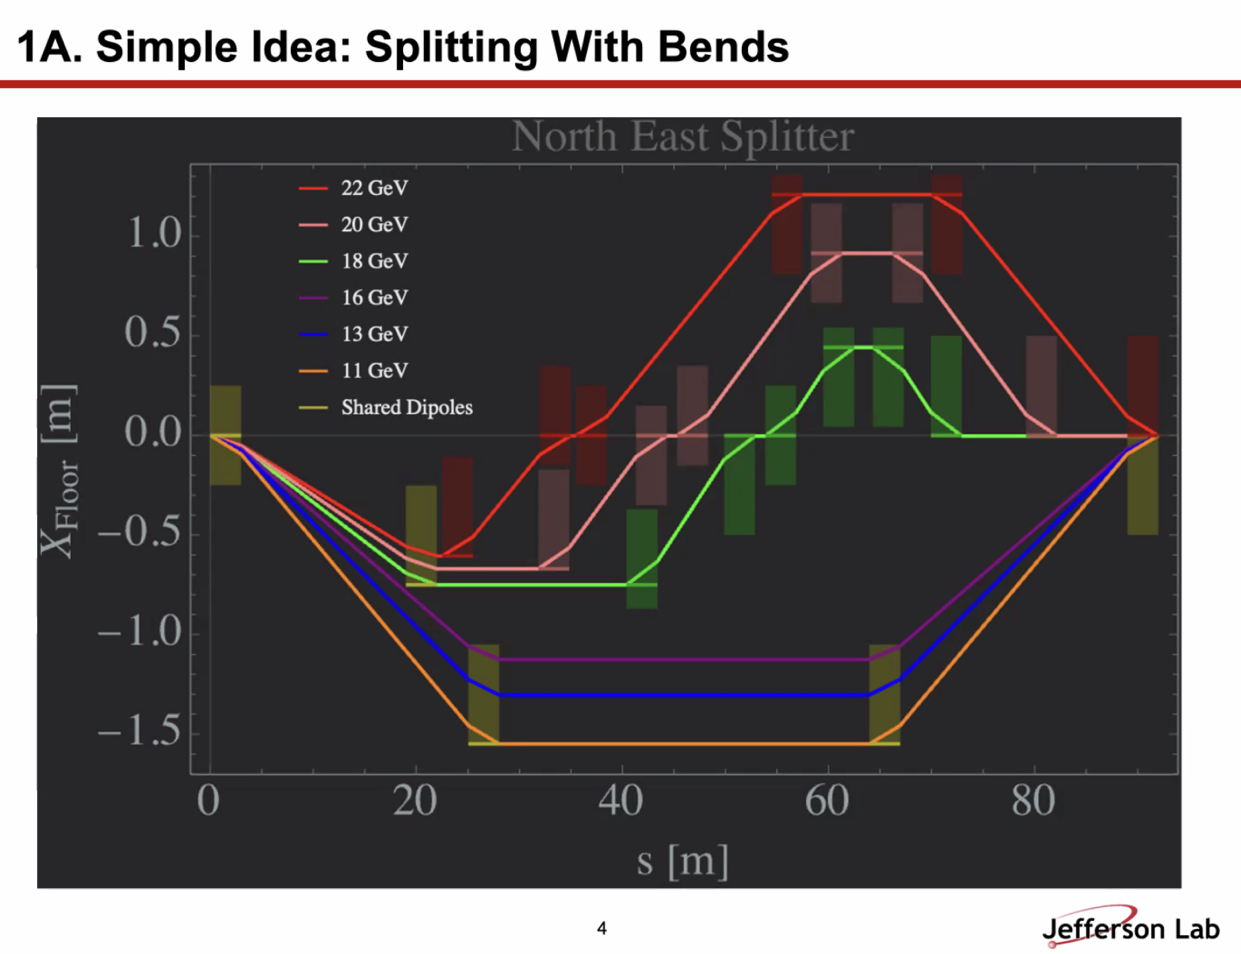 1A. Simple Idea: Splitting With Bends
North East Splitter
22 GeV
20 GeV
18 GeV
16 GeV
13 GeV
11 GeV
Shared Dipoles
1.0
0.5
0.0
−0.5
−1.0
−1.5
XFloor [m]
0 20 40 60 80
s [m]
4
Jefferson Lab